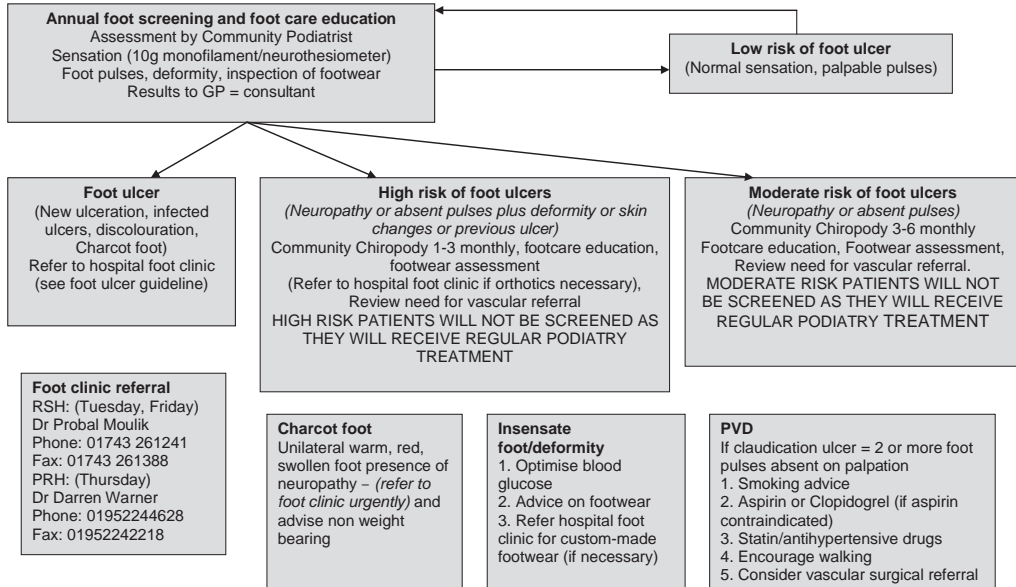 Annual foot screening and foot care education
Assessment by Community Podiatrist
Sensation (10g monofilament/neurothesiometer)
Foot pulses, deformity, inspection of footwear
Results to GP = consultant
Low risk of foot ulcer
(Normal sensation, palpable pulses)
Foot ulcer
(New ulceration, infected
ulcers, discolouration,
Charcot foot)
Refer to hospital foot clinic
(see foot ulcer guideline)
High risk of foot ulcers
(Neuropathy or absent pulses plus deformity or skin
changes or previous ulcer)
Community Chiropody 1-3 monthly, footcare education,
footwear assessment
(Refer to hospital foot clinic if orthotics necessary),
Review need for vascular referral
HIGH RISK PATIENTS WILL NOT BE SCREENED AS
THEY WILL RECEIVE REGULAR PODIATRY
TREATMENT
Moderate risk of foot ulcers
(Neuropathy or absent pulses)
Community Chiropody 3-6 monthly
Footcare education, Footwear assessment,
Review need for vascular referral.
MODERATE RISK PATIENTS WILL NOT
BE SCREENED AS THEY WILL RECEIVE
REGULAR PODIATRY TREATMENT
Foot clinic referral
RSH: (Tuesday, Friday)
Dr Probal Moulik
Phone: 01743 261241
Fax: 01743 261388
PRH: (Thursday)
Dr Darren Warner
Phone: 01952244628
Fax: 01952242218
Charcot foot
Unilateral warm, red,
swollen foot presence of
neuropathy – (refer to
foot clinic urgently) and
advise non weight
bearing
Insensate
foot/deformity
1. Optimise blood
glucose
2. Advice on footwear
3. Refer hospital foot
clinic for custom-made
footwear (if necessary)
PVD
If claudication ulcer = 2 or more foot
pulses absent on palpation
1. Smoking advice
2. Aspirin or Clopidogrel (if aspirin
contraindicated)
3. Statin/antihypertensive drugs
4. Encourage walking
5. Consider vascular surgical referral